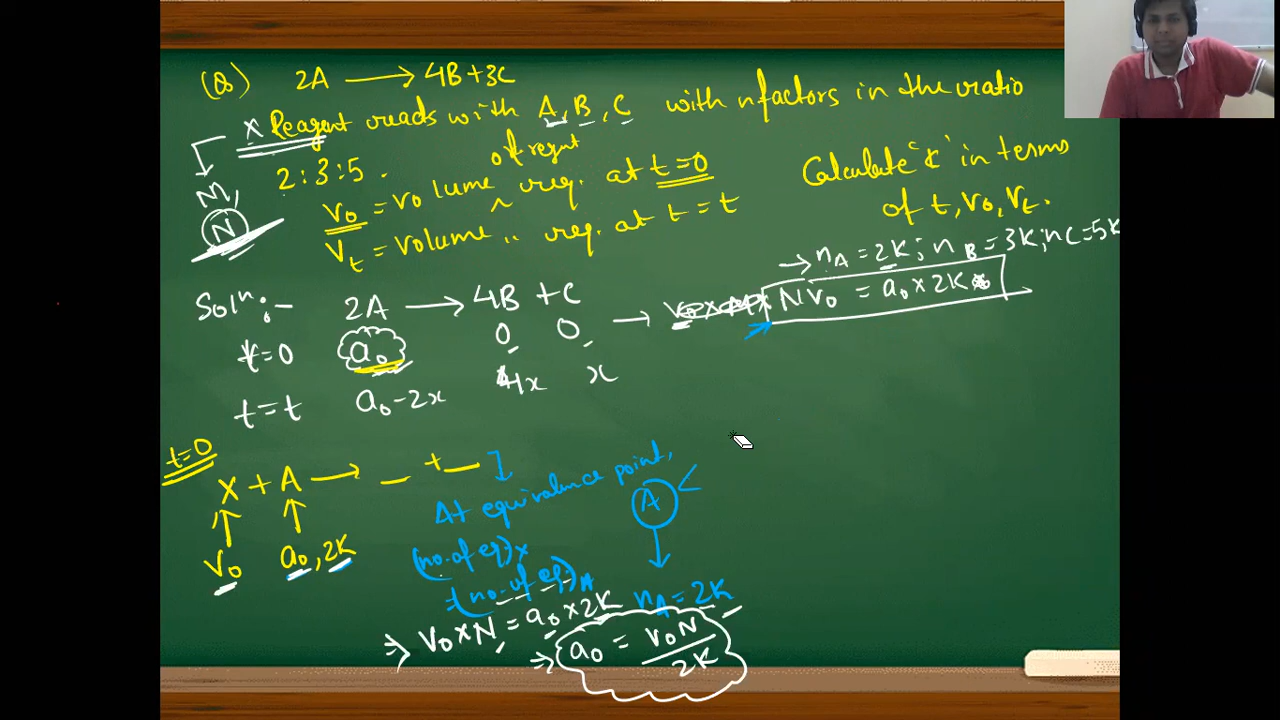 (Q) 2A → 4B+3C
X Reagent reacts with A, B, C with n factors in the ratio
2:3:5.
M, N
V₀ = volume of regnt req. at t=0
Vt = volume " req. at t=t
Calculate "k" in terms
of t, V₀, Vt.
→ nA = 2K; nB = 3K; nC = 5K
Solⁿ:- 2A → 4B + C
t=0 a₀ 0 0 → NV₀ = a₀ × 2K
t=t a₀-2x 4x x
t=0
X + A → _ + _
V₀ a₀, 2K
At equivalence point,
(no. of eq)x
=(no. of eq)A
A
nA = 2K
⇒ V₀×N = a₀×2K
⇒ a₀ = V₀N / 2K